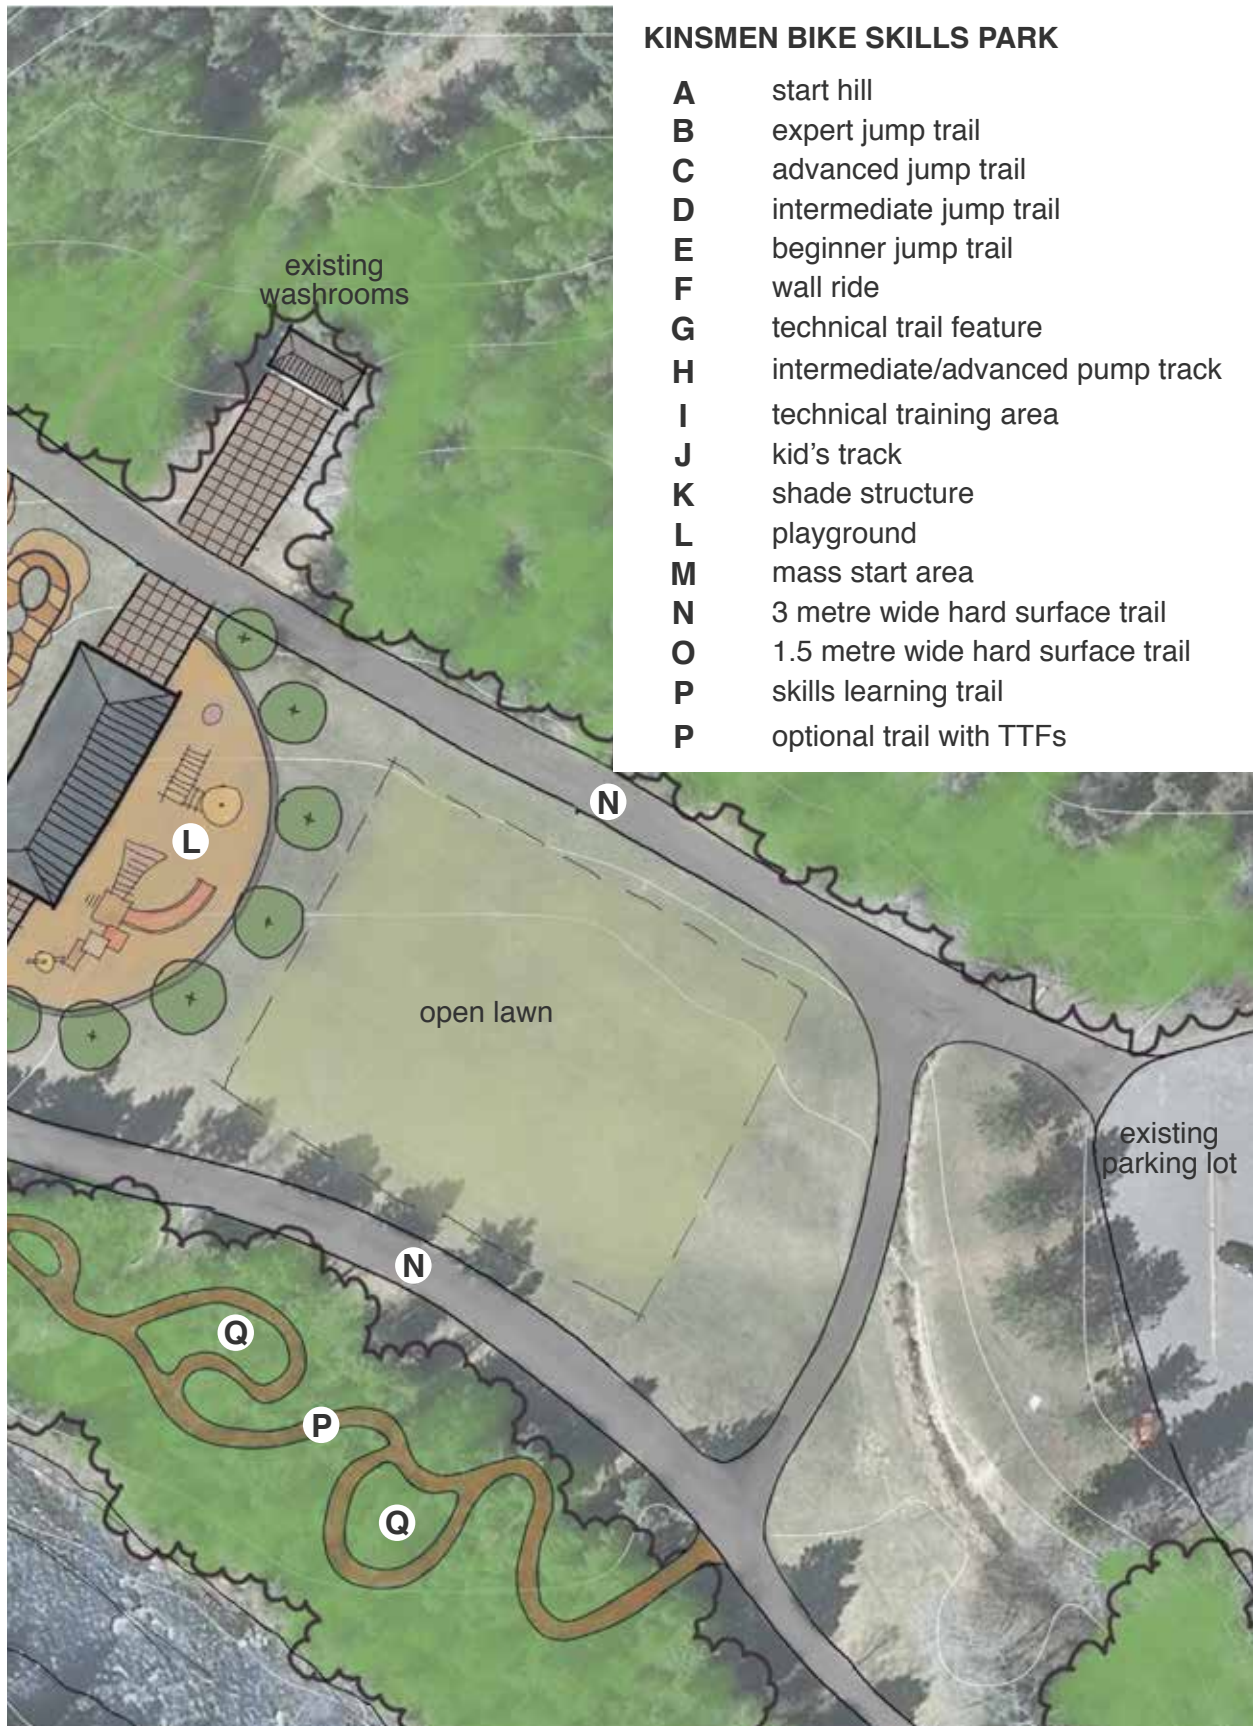 KINSMEN BIKE SKILLS PARK
A start hill
B expert jump trail
C advanced jump trail
D intermediate jump trail
E beginner jump trail
F wall ride
G technical trail feature
H intermediate/advanced pump track
I technical training area
J kid's track
K shade structure
L playground
M mass start area
N 3 metre wide hard surface trail
O 1.5 metre wide hard surface trail
P skills learning trail
P optional trail with TTFs
existing
washrooms
N
L
open lawn
existing
parking lot
N
Q
P
Q